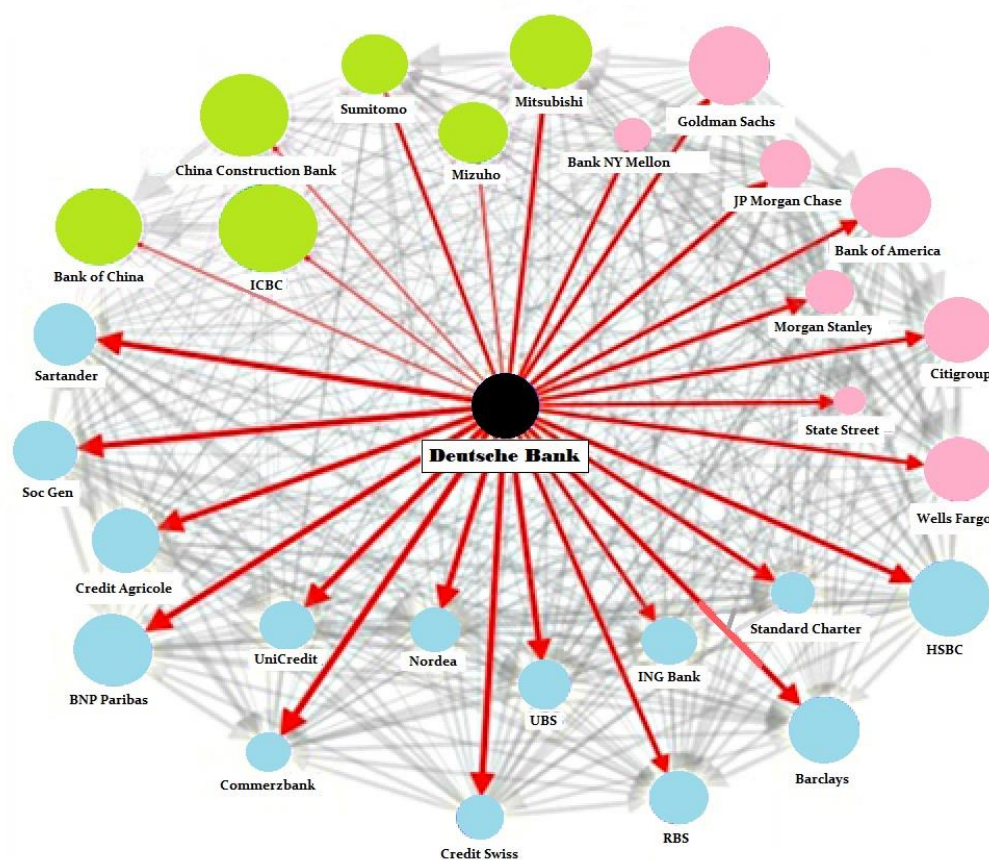 Sumitomo
Mitsubishi
Goldman Sachs
China Construction Bank
Mizuho
Bank NY Mellon
JP Morgan Chase
Bank of China
ICBC
Bank of America
Sartander
Morgan Stanley
Citigroup
State Street
Deutsche Bank
Soc Gen
Wells Fargo
Credit Agricole
BNP Paribas
UniCredit
Nordea
UBS
ING Bank
Standard Charter
HSBC
Commerzbank
Credit Swiss
RBS
Barclays